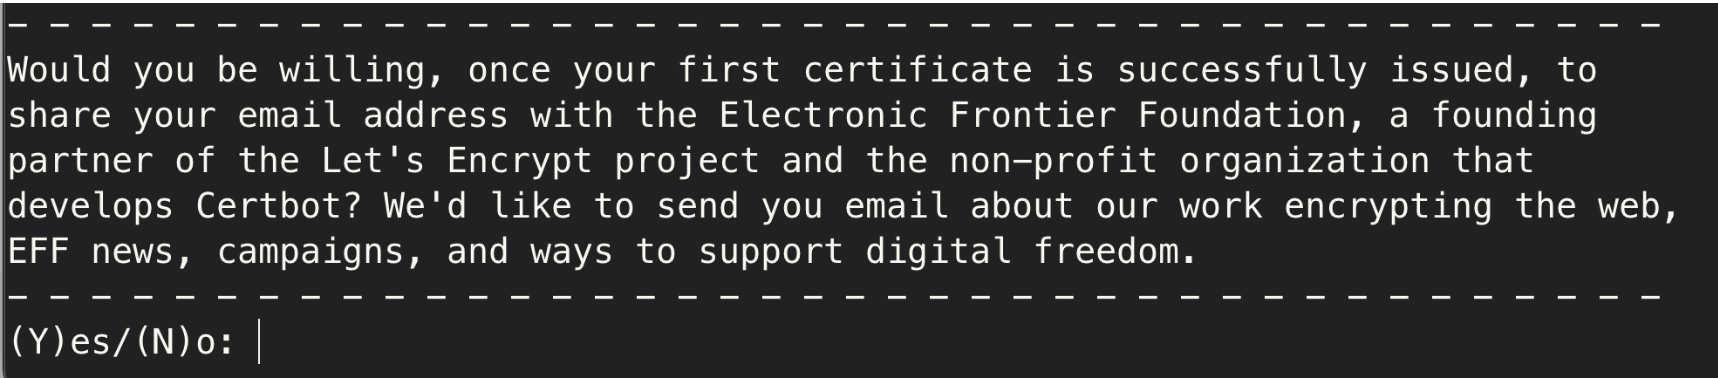 - - - - - - - - - - - - - - - - - - - - - - - - - - - - - - - - - - - - - - - -
Would you be willing, once your first certificate is successfully issued, to
share your email address with the Electronic Frontier Foundation, a founding
partner of the Let's Encrypt project and the non-profit organization that
develops Certbot? We'd like to send you email about our work encrypting the web,
EFF news, campaigns, and ways to support digital freedom.
- - - - - - - - - - - - - - - - - - - - - - - - - - - - - - - - - - - - - - - -
(Y)es/(N)o: